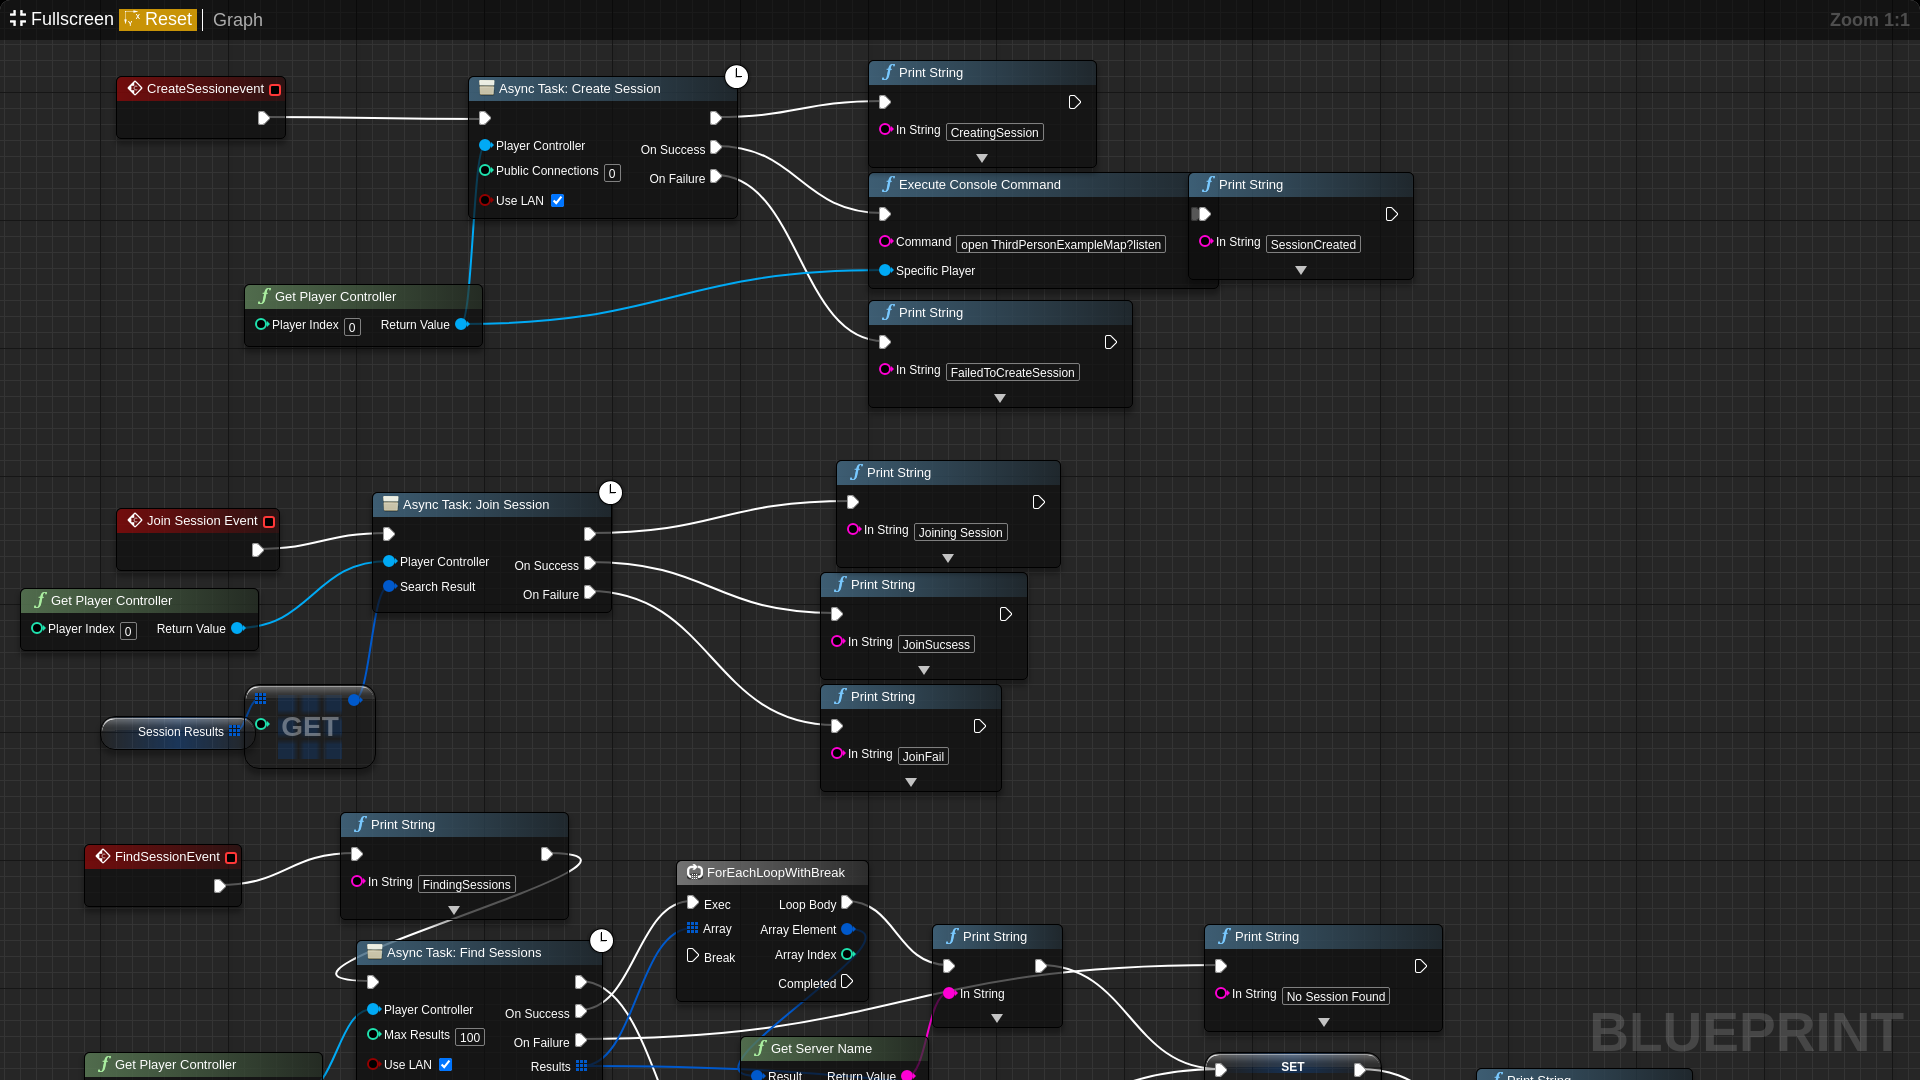 Fullscreen Reset Graph
Zoom 1:1
CreateSessionevent
Async Task: Create Session
Player Controller
Public Connections 0
Use LAN
On Success
On Failure
Print String
In String CreatingSession
Execute Console Command
Command open ThirdPersonExampleMap?listen
Specific Player
Print String
In String SessionCreated
Get Player Controller
Player Index 0 Return Value
Print String
In String FailedToCreateSession
Join Session Event
Async Task: Join Session
Player Controller
Search Result
On Success
On Failure
Print String
In String Joining Session
Get Player Controller
Player Index 0 Return Value
Print String
In String JoinSucsess
Session Results
GET
Print String
In String JoinFail
FindSessionEvent
Print String
In String FindingSessions
Async Task: Find Sessions
Player Controller
Max Results 100
Use LAN
On Success
On Failure
Results
ForEachLoopWithBreak
Exec
Array
Break
Loop Body
Array Element
Array Index
Completed
Print String
In String
Print String
In String No Session Found
Get Player Controller
Get Server Name
Result Return Value
SET
Print String
BLUEPRINT